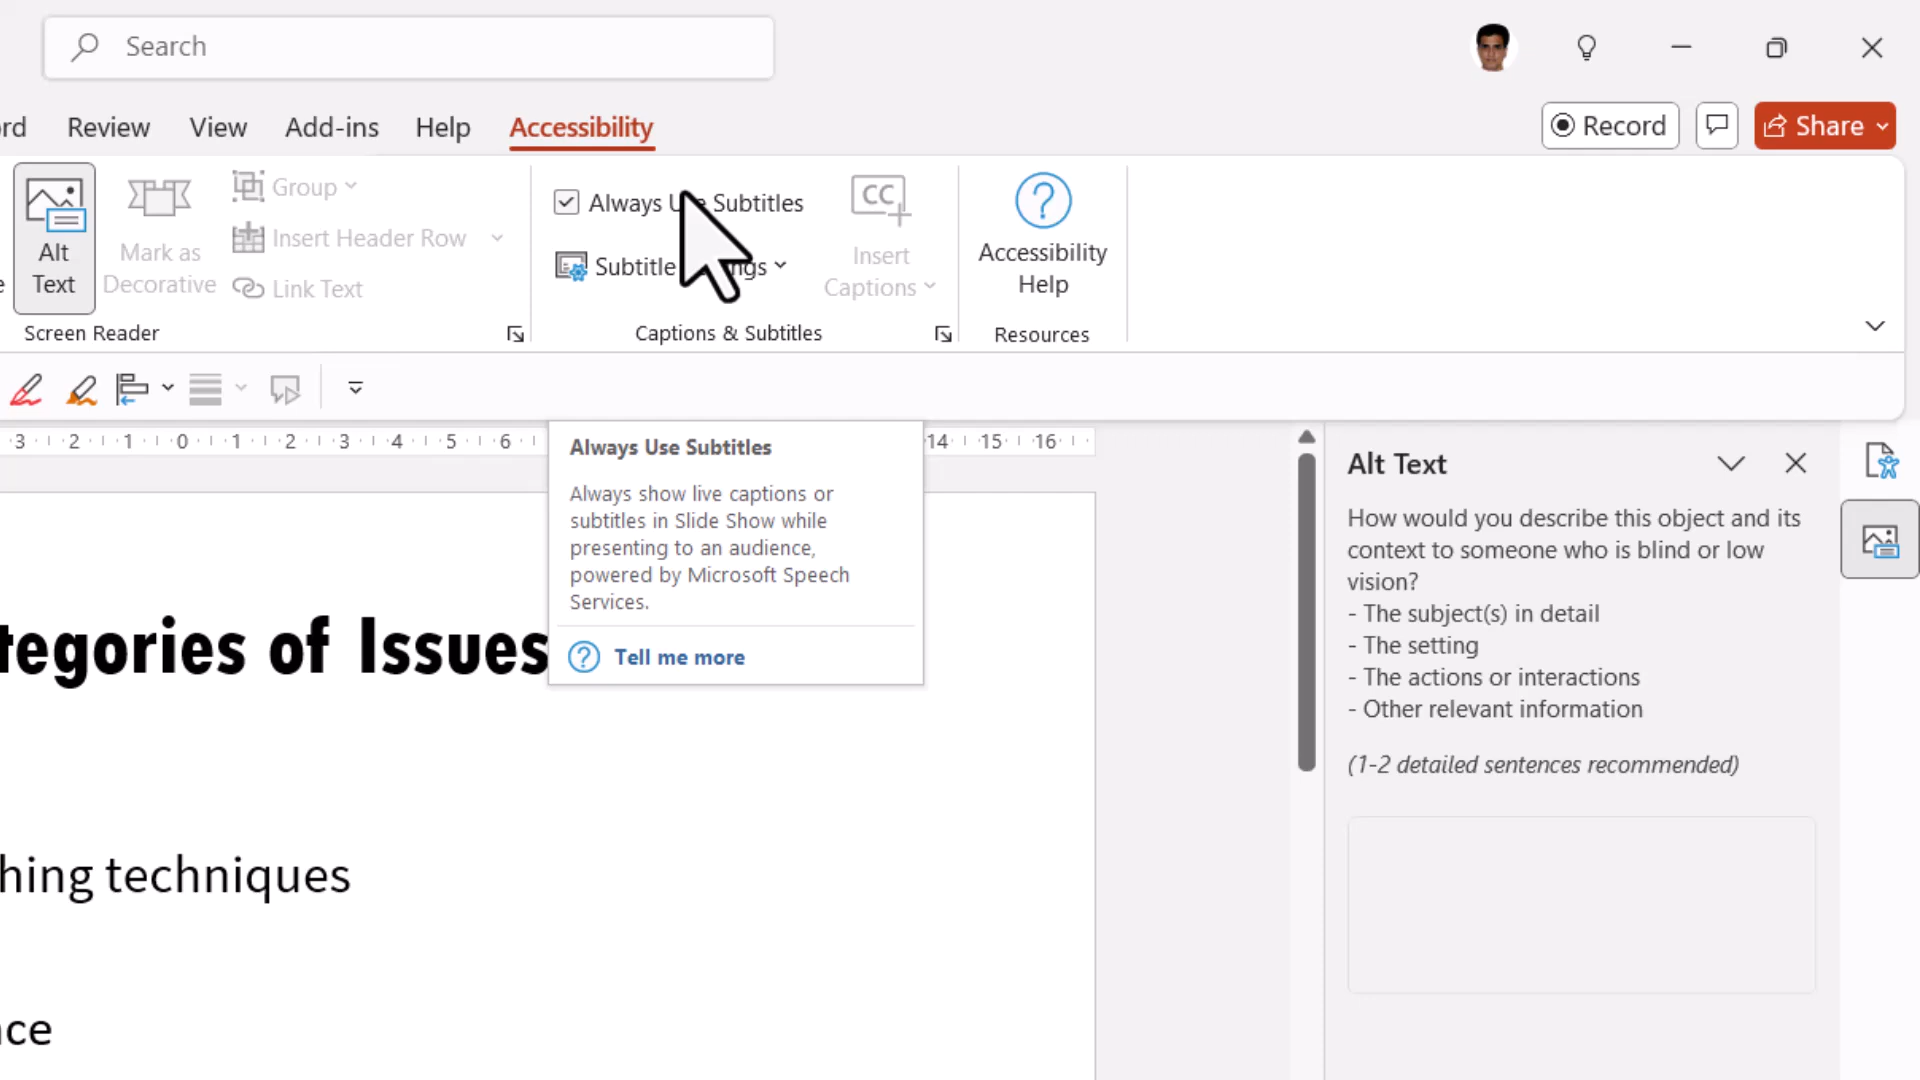 Search
rd Review View Add-ins Help Accessibility Record Share
Alt Text
Mark as Decorative
Group
Insert Header Row
Link Text
Screen Reader
Always Use Subtitles
Subtitle
Insert Captions
Captions & Subtitles
Accessibility Help
Resources
3 2 1 0 1 2 3 4 5 6 14 15 16
Always Use Subtitles
Always show live captions or
subtitles in Slide Show while
presenting to an audience,
powered by Microsoft Speech
Services.
Tell me more
tegories of Issues
hing techniques
ce
Alt Text
How would you describe this object and its
context to someone who is blind or low
vision?
- The subject(s) in detail
- The setting
- The actions or interactions
- Other relevant information
(1-2 detailed sentences recommended)